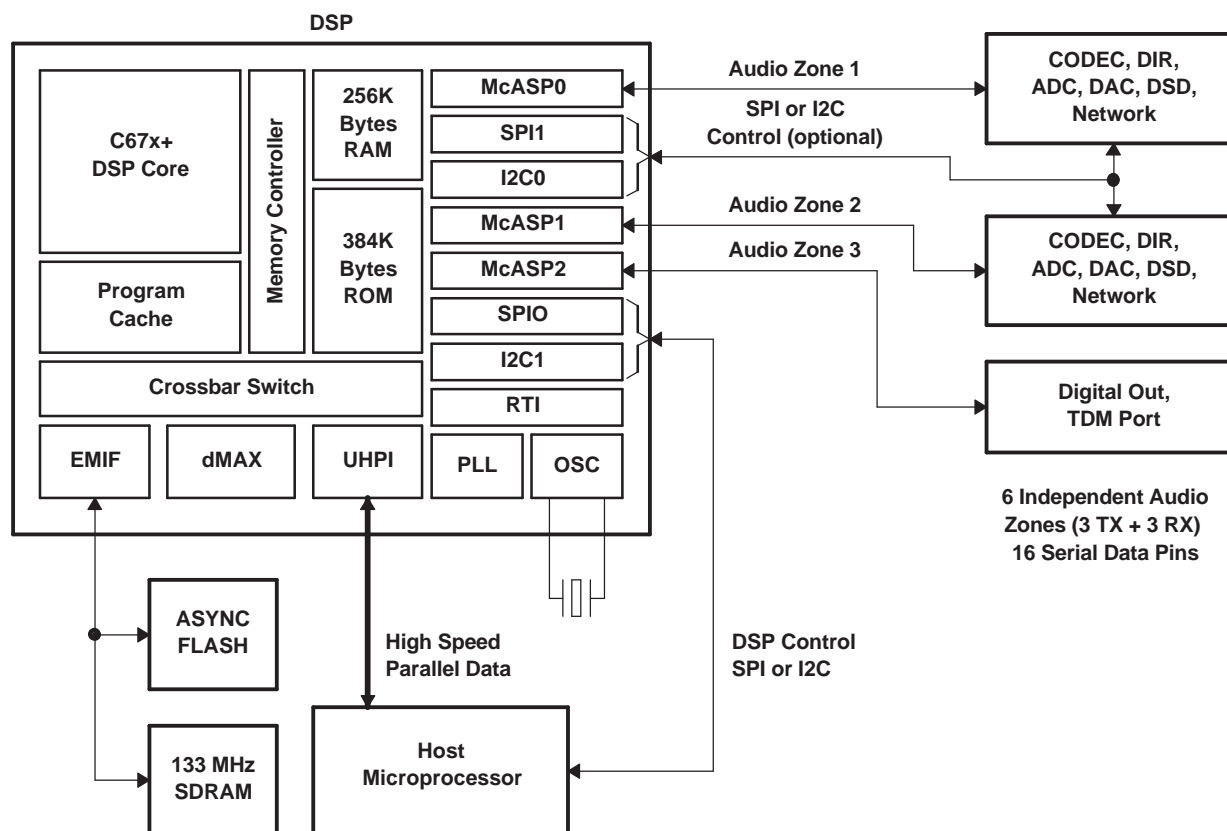 DSP
C67x+
DSP Core
Program
Cache
Memory Controller
256K
Bytes
RAM
384K
Bytes
ROM
McASP0
SPI1
I2C0
McASP1
McASP2
SPIO
I2C1
RTI
Crossbar Switch
EMIF
dMAX
UHPI
PLL
OSC
Audio Zone 1
SPI or I2C
Control (optional)
Audio Zone 2
Audio Zone 3
CODEC, DIR,
ADC, DAC, DSD,
Network
CODEC, DIR,
ADC, DAC, DSD,
Network
Digital Out,
TDM Port
6 Independent Audio
Zones (3 TX + 3 RX)
16 Serial Data Pins
ASYNC
FLASH
133 MHz
SDRAM
High Speed
Parallel Data
DSP Control
SPI or I2C
Host
Microprocessor